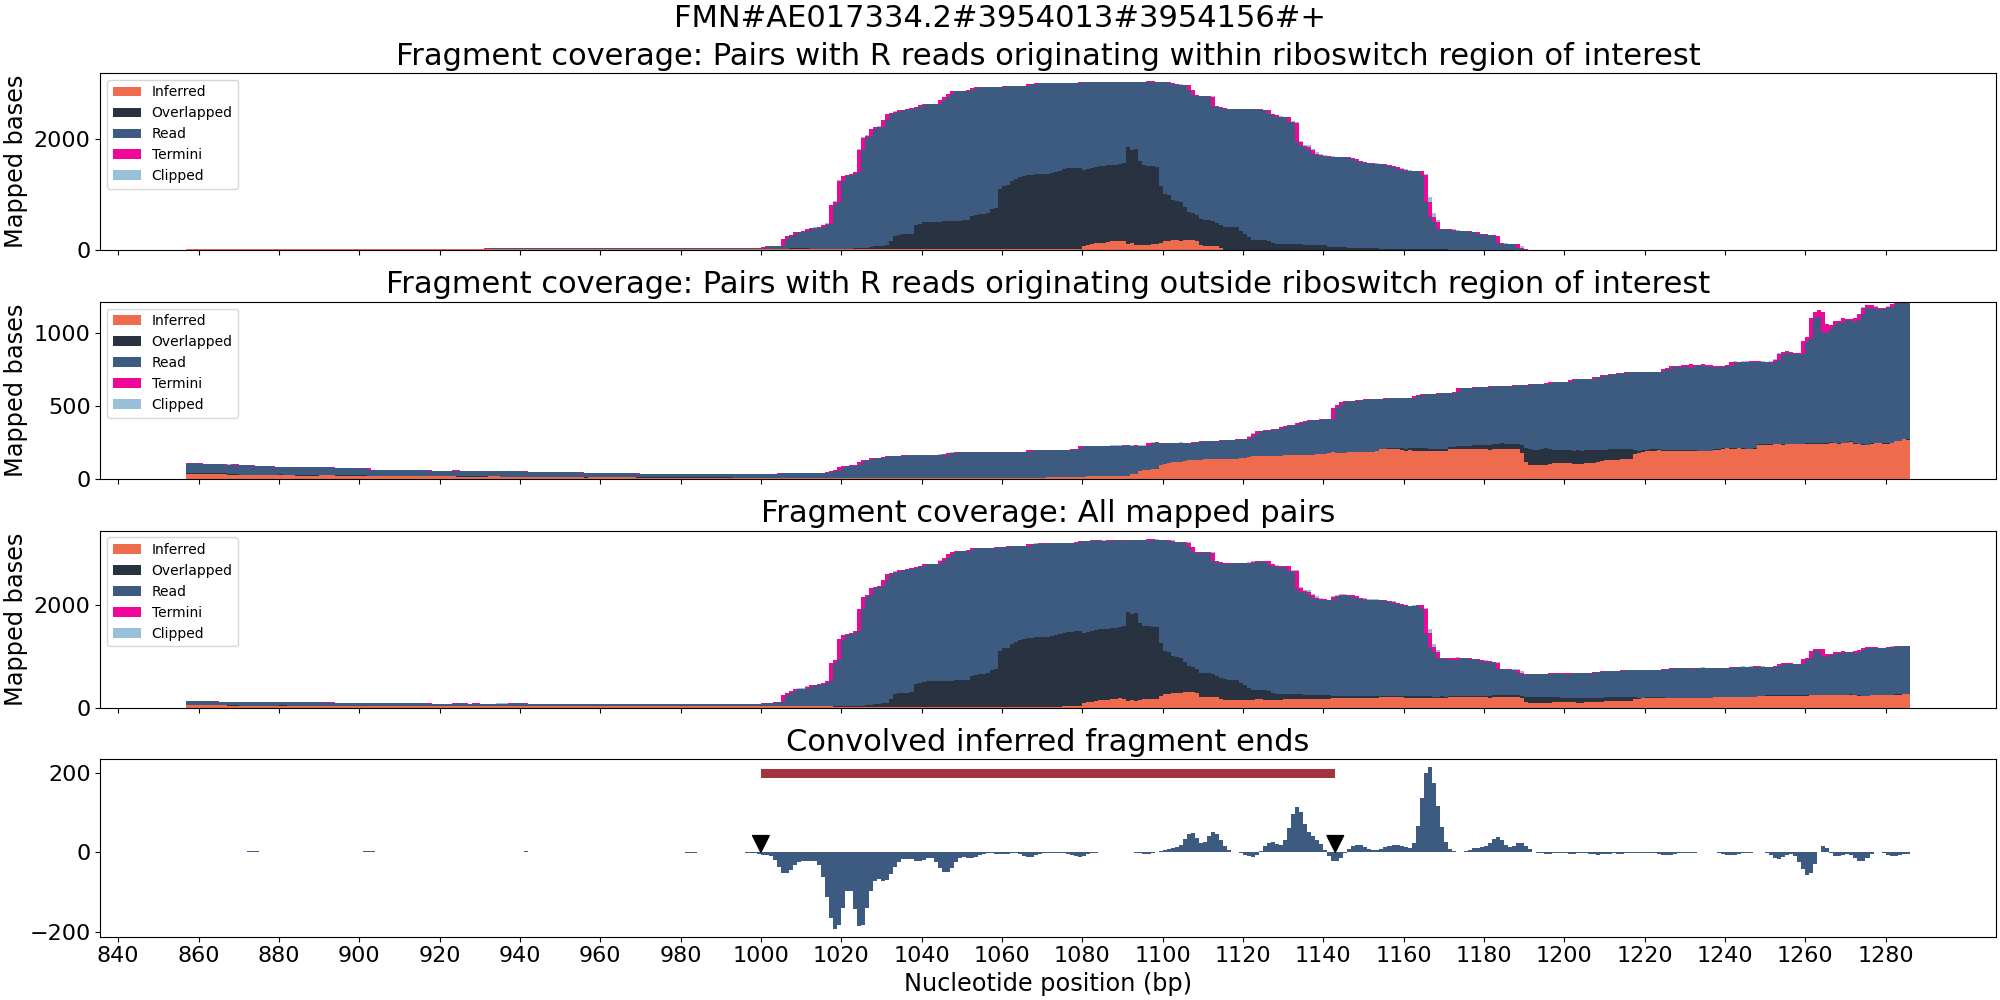 FMN#AE017334.2#3954013#3954156#+
Fragment coverage: Pairs with R reads originating within riboswitch region of interest
Mapped bases
2000
0
Inferred
Overlapped
Read
Termini
Clipped
Fragment coverage: Pairs with R reads originating outside riboswitch region of interest
Mapped bases
1000
500
0
Inferred
Overlapped
Read
Termini
Clipped
Fragment coverage: All mapped pairs
Mapped bases
2000
0
Inferred
Overlapped
Read
Termini
Clipped
Convolved inferred fragment ends
200
0
−200
840 860 880 900 920 940 960 980 1000 1020 1040 1060 1080 1100 1120 1140 1160 1180 1200 1220 1240 1260 1280
Nucleotide position (bp)